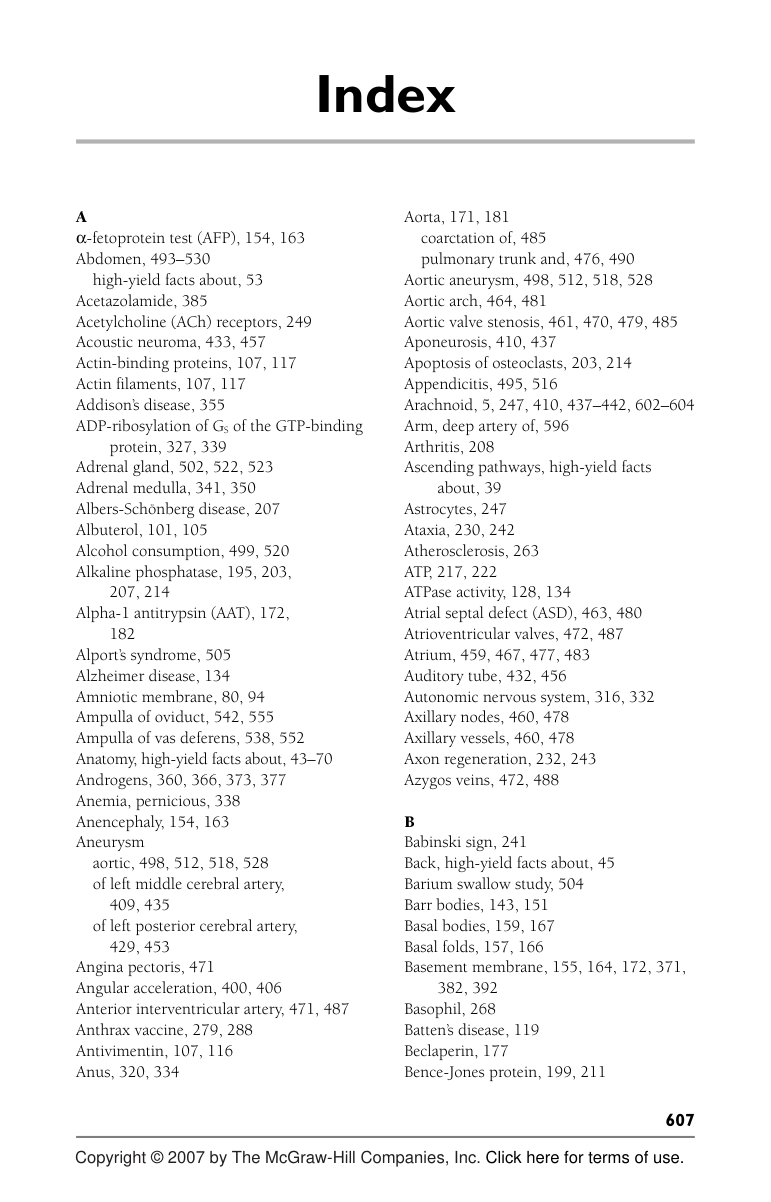 Index
A
α-fetoprotein test (AFP), 154, 163
Abdomen, 493–530
high-yield facts about, 53
Acetazolamide, 385
Acetylcholine (ACh) receptors, 249
Acoustic neuroma, 433, 457
Actin-binding proteins, 107, 117
Actin filaments, 107, 117
Addison's disease, 355
ADP-ribosylation of GS of the GTP-binding
protein, 327, 339
Adrenal gland, 502, 522, 523
Adrenal medulla, 341, 350
Albers-Schönberg disease, 207
Albuterol, 101, 105
Alcohol consumption, 499, 520
Alkaline phosphatase, 195, 203,
207, 214
Alpha-1 antitrypsin (AAT), 172,
182
Alport's syndrome, 505
Alzheimer disease, 134
Amniotic membrane, 80, 94
Ampulla of oviduct, 542, 555
Ampulla of vas deferens, 538, 552
Anatomy, high-yield facts about, 43–70
Androgens, 360, 366, 373, 377
Anemia, pernicious, 338
Anencephaly, 154, 163
Aneurysm
aortic, 498, 512, 518, 528
of left middle cerebral artery,
409, 435
of left posterior cerebral artery,
429, 453
Angina pectoris, 471
Angular acceleration, 400, 406
Anterior interventricular artery, 471, 487
Anthrax vaccine, 279, 288
Antivimentin, 107, 116
Anus, 320, 334
Aorta, 171, 181
coarctation of, 485
pulmonary trunk and, 476, 490
Aortic aneurysm, 498, 512, 518, 528
Aortic arch, 464, 481
Aortic valve stenosis, 461, 470, 479, 485
Aponeurosis, 410, 437
Apoptosis of osteoclasts, 203, 214
Appendicitis, 495, 516
Arachnoid, 5, 247, 410, 437–442, 602–604
Arm, deep artery of, 596
Arthritis, 208
Ascending pathways, high-yield facts
about, 39
Astrocytes, 247
Ataxia, 230, 242
Atherosclerosis, 263
ATP, 217, 222
ATPase activity, 128, 134
Atrial septal defect (ASD), 463, 480
Atrioventricular valves, 472, 487
Atrium, 459, 467, 477, 483
Auditory tube, 432, 456
Autonomic nervous system, 316, 332
Axillary nodes, 460, 478
Axillary vessels, 460, 478
Axon regeneration, 232, 243
Azygos veins, 472, 488
B
Babinski sign, 241
Back, high-yield facts about, 45
Barium swallow study, 504
Barr bodies, 143, 151
Basal bodies, 159, 167
Basal folds, 157, 166
Basement membrane, 155, 164, 172, 371,
382, 392
Basophil, 268
Batten's disease, 119
Beclaperin, 177
Bence-Jones protein, 199, 211
607
Copyright © 2007 by The McGraw-Hill Companies, Inc. Click here for terms of use.